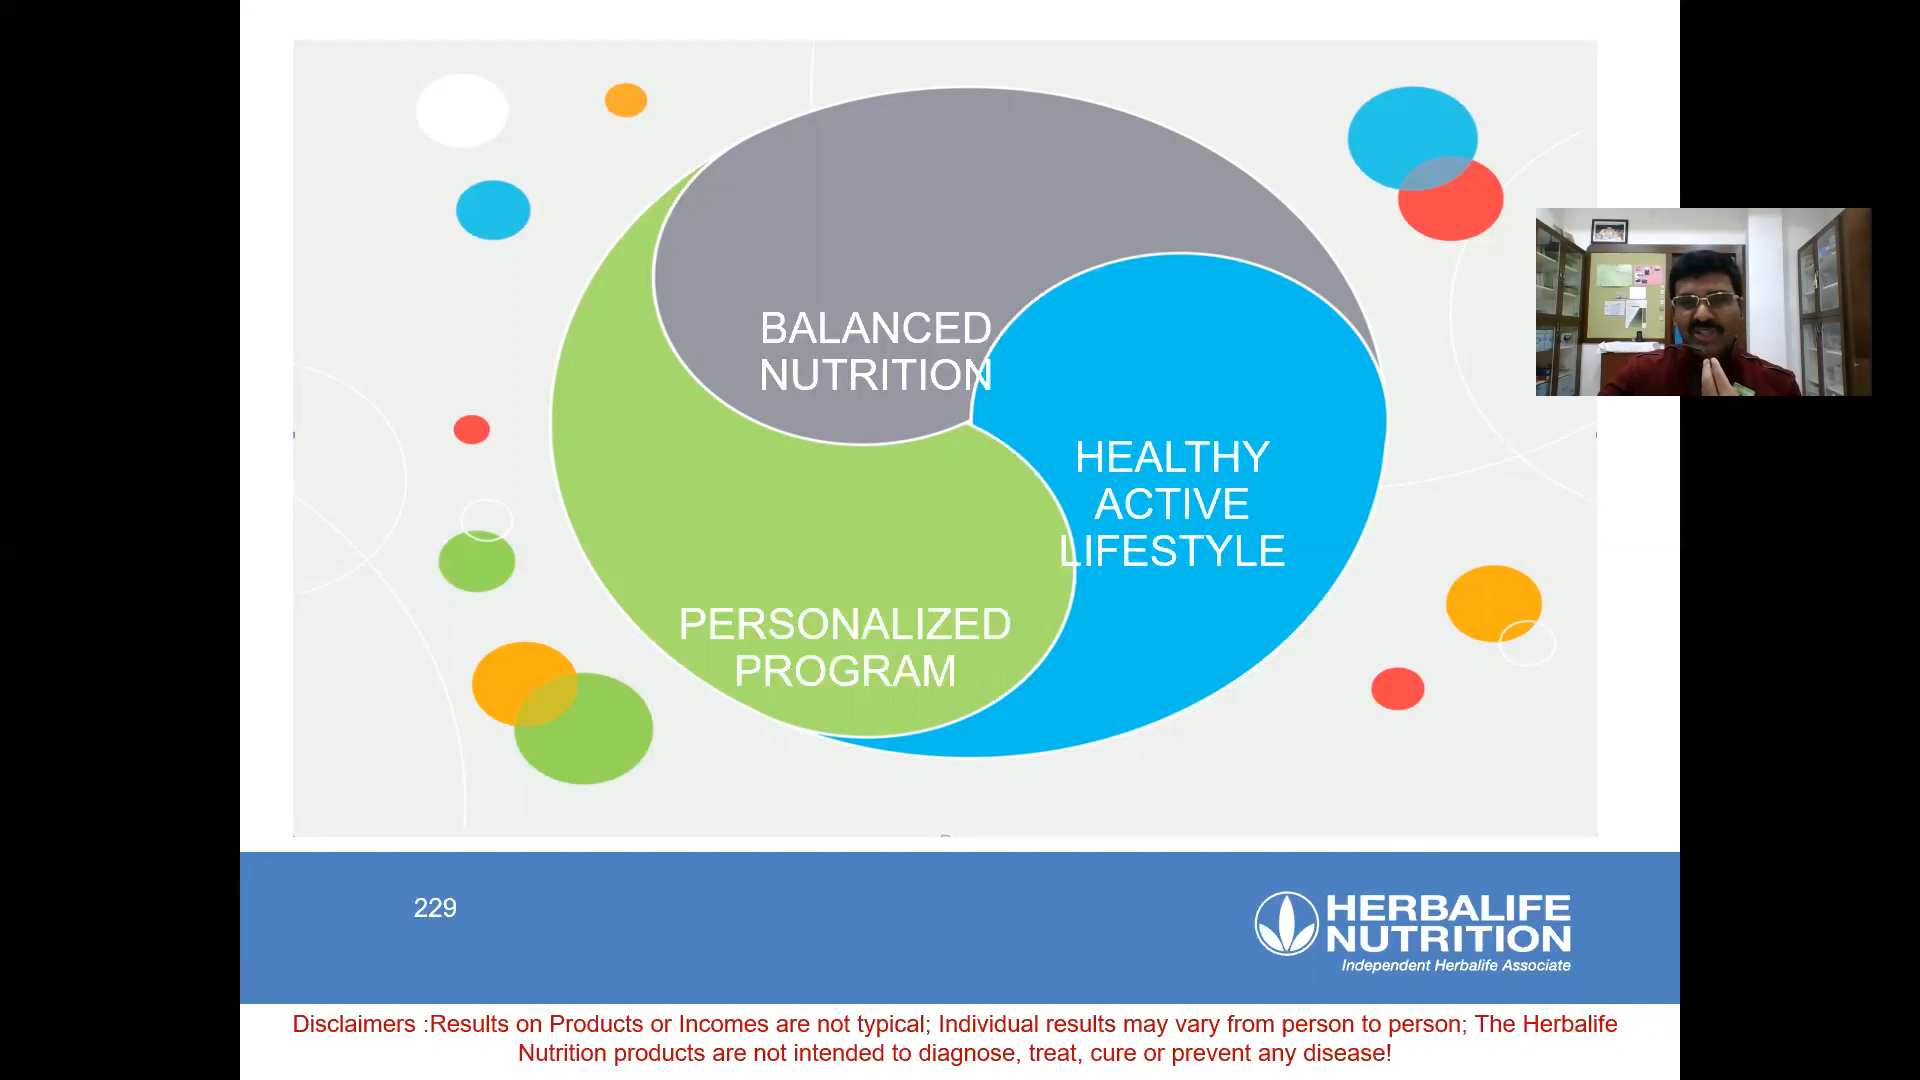 BALANCED
NUTRITION
HEALTHY
ACTIVE
LIFESTYLE
PERSONALIZED
PROGRAM
229
HERBALIFE
NUTRITION
Independent Herbalife Associate
Disclaimers :Results on Products or Incomes are not typical; Individual results may vary from person to person; The Herbalife
Nutrition products are not intended to diagnose, treat, cure or prevent any disease!